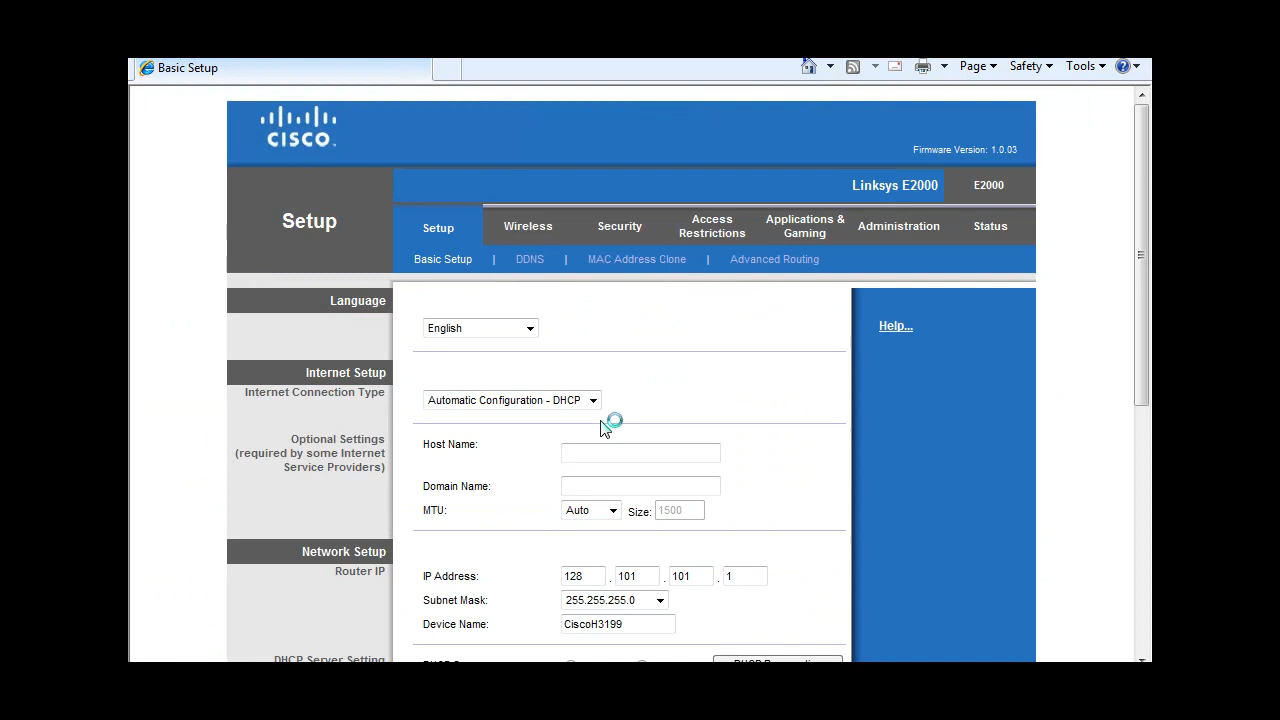 Basic Setup
Page Safety Tools
CISCO.
Firmware Version: 1.0.03
Linksys E2000 E2000
Setup
Setup Wireless Security Access Restrictions Applications & Gaming Administration Status
Basic Setup | DDNS | MAC Address Clone | Advanced Routing
Language
English
Help...
Internet Setup
Internet Connection Type
Automatic Configuration - DHCP
Optional Settings
(required by some Internet
Service Providers)
Host Name:
Domain Name:
MTU: Auto Size: 1500
Network Setup
Router IP
IP Address: 128 . 101 . 101 . 1
Subnet Mask: 255.255.255.0
Device Name: CiscoH3199
DHCP Server Setting